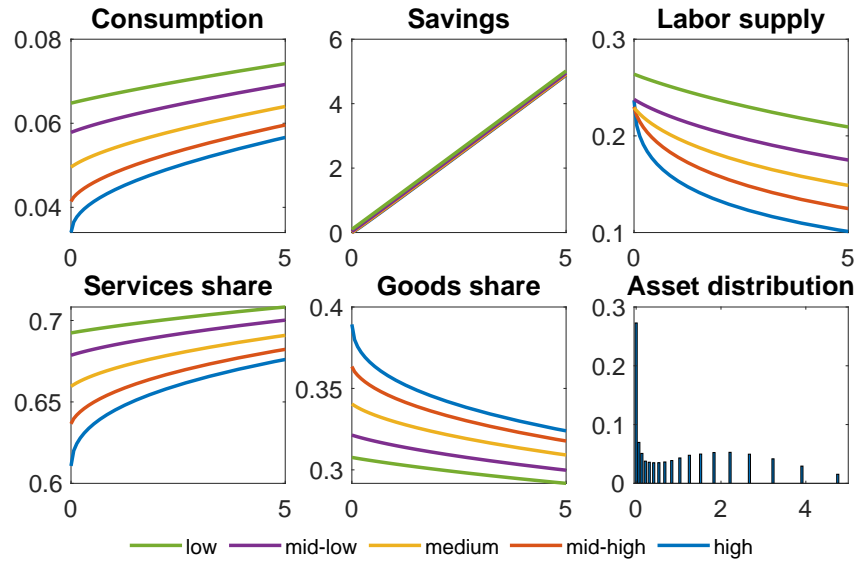 Consumption Savings Labor supply
0.08 6 0.3
0.06 4 0.2
0.04 2 0.1
0
0 5 0 5 0 5
Services share Goods share Asset distribution
0.7 0.4 0.3
0.65 0.35 0.2
0.6 0.3 0.1
0
0 5 0 5 0 2 4
low mid-low medium mid-high high